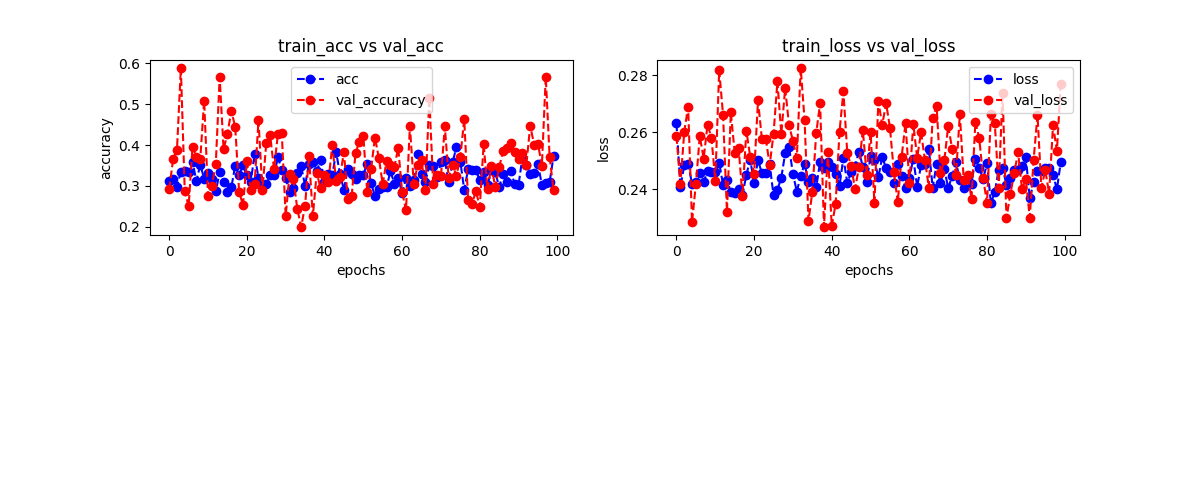 train_acc vs val_acc
0.6
0.5
0.4
0.3
0.2
accuracy
acc
val_accuracy
0 20 40 60 80 100
epochs
train_loss vs val_loss
0.28
0.26
0.24
loss
loss
val_loss
0 20 40 60 80 100
epochs